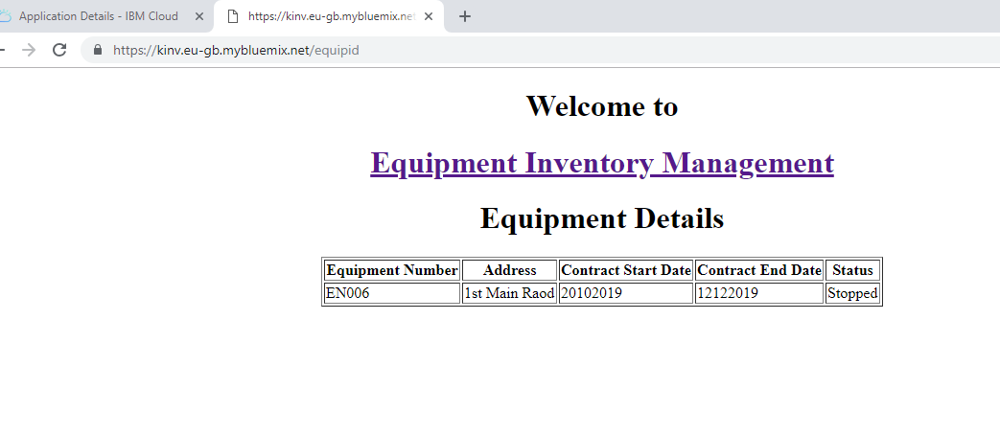 Application Details - IBM Cloud
https://kinv.eu-gb.mybluemix.net
https://kinv.eu-gb.mybluemix.net/equipid
Welcome to
Equipment Inventory Management
Equipment Details
Equipment Number Address Contract Start Date Contract End Date Status
EN006 1st Main Raod 20102019 12122019 Stopped